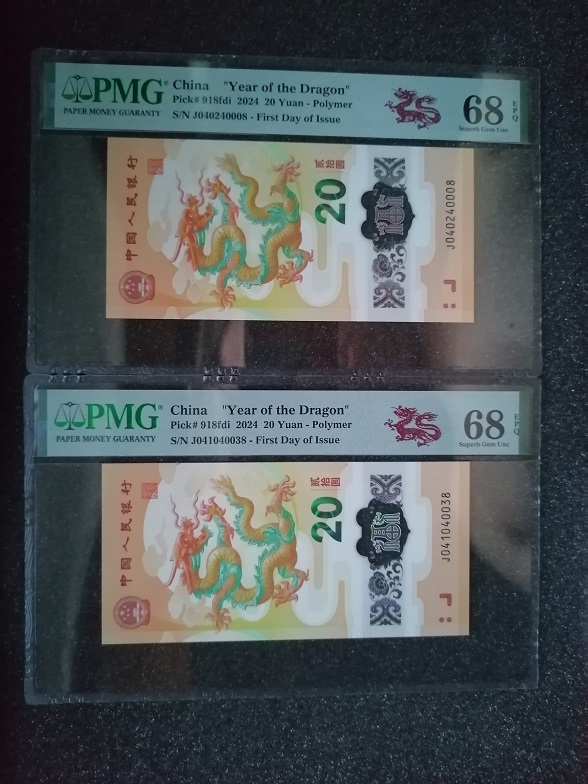 PMG®
PAPER MONEY GUARANTY
China "Year of the Dragon"
Pick# 918fdi 2024 20 Yuan - Polymer
S/N J040240008 - First Day of Issue
68
EPQ
Superb Gem Unc
中国人民银行
20
贰拾圆
J040240008
PMG®
PAPER MONEY GUARANTY
China "Year of the Dragon"
Pick# 918fdi 2024 20 Yuan - Polymer
S/N J041040038 - First Day of Issue
68
EPQ
Superb Gem Unc
中国人民银行
20
贰拾圆
J041040038